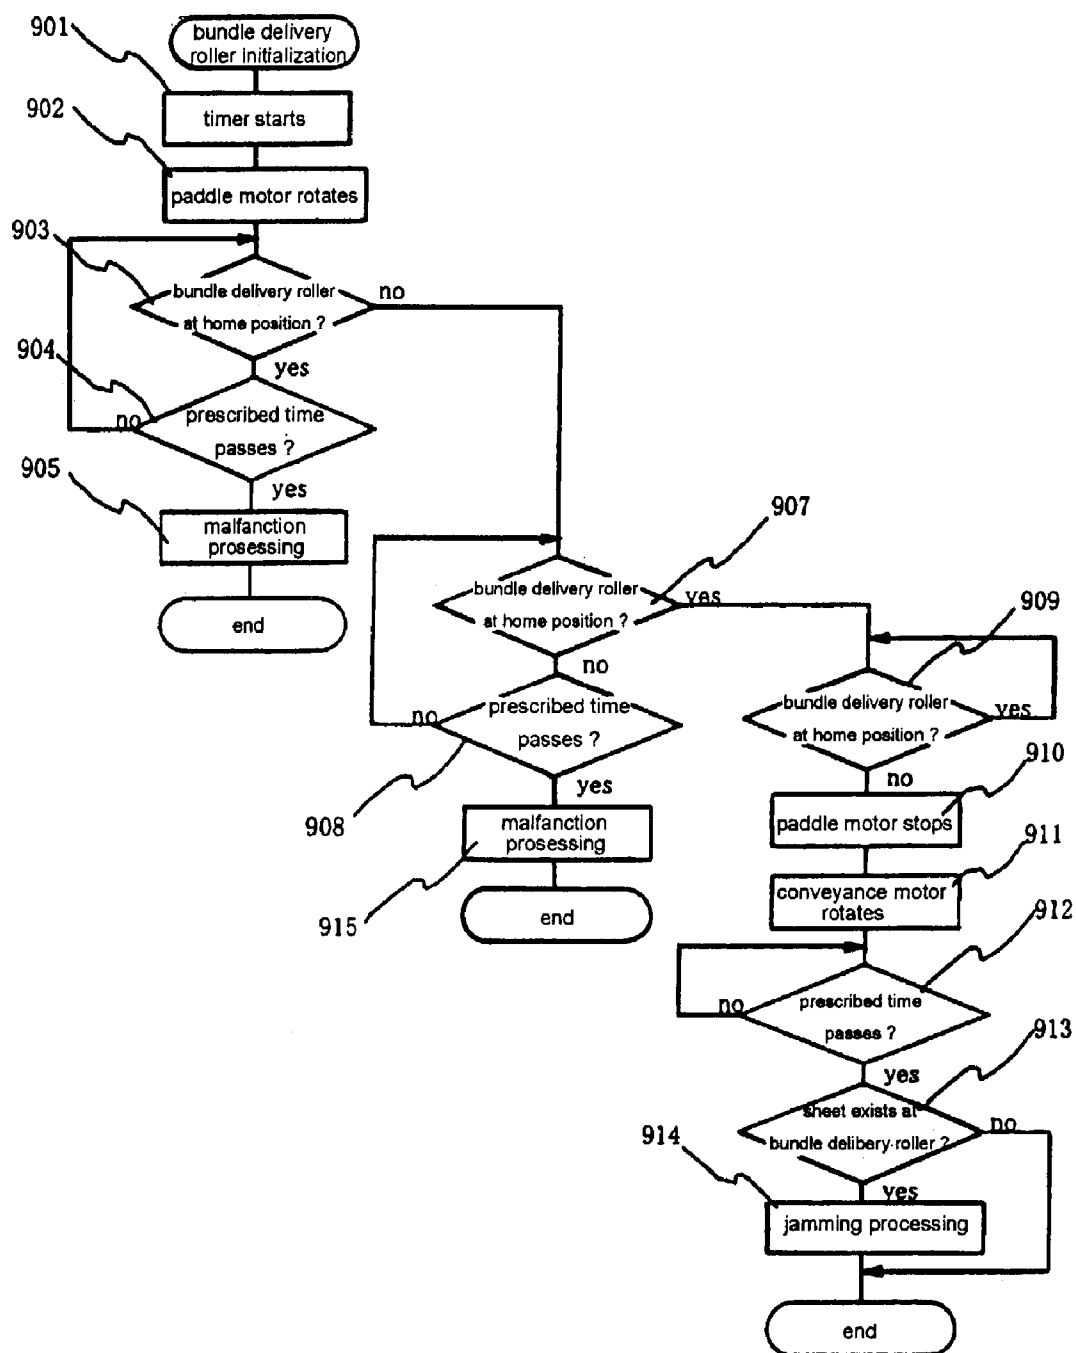 901
bundle delivery
roller initialization
902
timer starts
paddle motor rotates
903
bundle delivery roller
at home position ?
no
904
yes
no
prescribed time
passes ?
905
yes
malfanction
prosessing
end
907
bundle delivery roller
at home position ?
yes
no
909
no
prescribed time
passes ?
bundle delivery roller
at home position ?
yes
908
yes
malfanction
prosessing
no
910
paddle motor stops
915
end
911
conveyance motor
rotates
912
no
prescribed time
passes ?
913
yes
sheet exists at
bundle delibery roller ?
no
914
yes
jamming processing
end